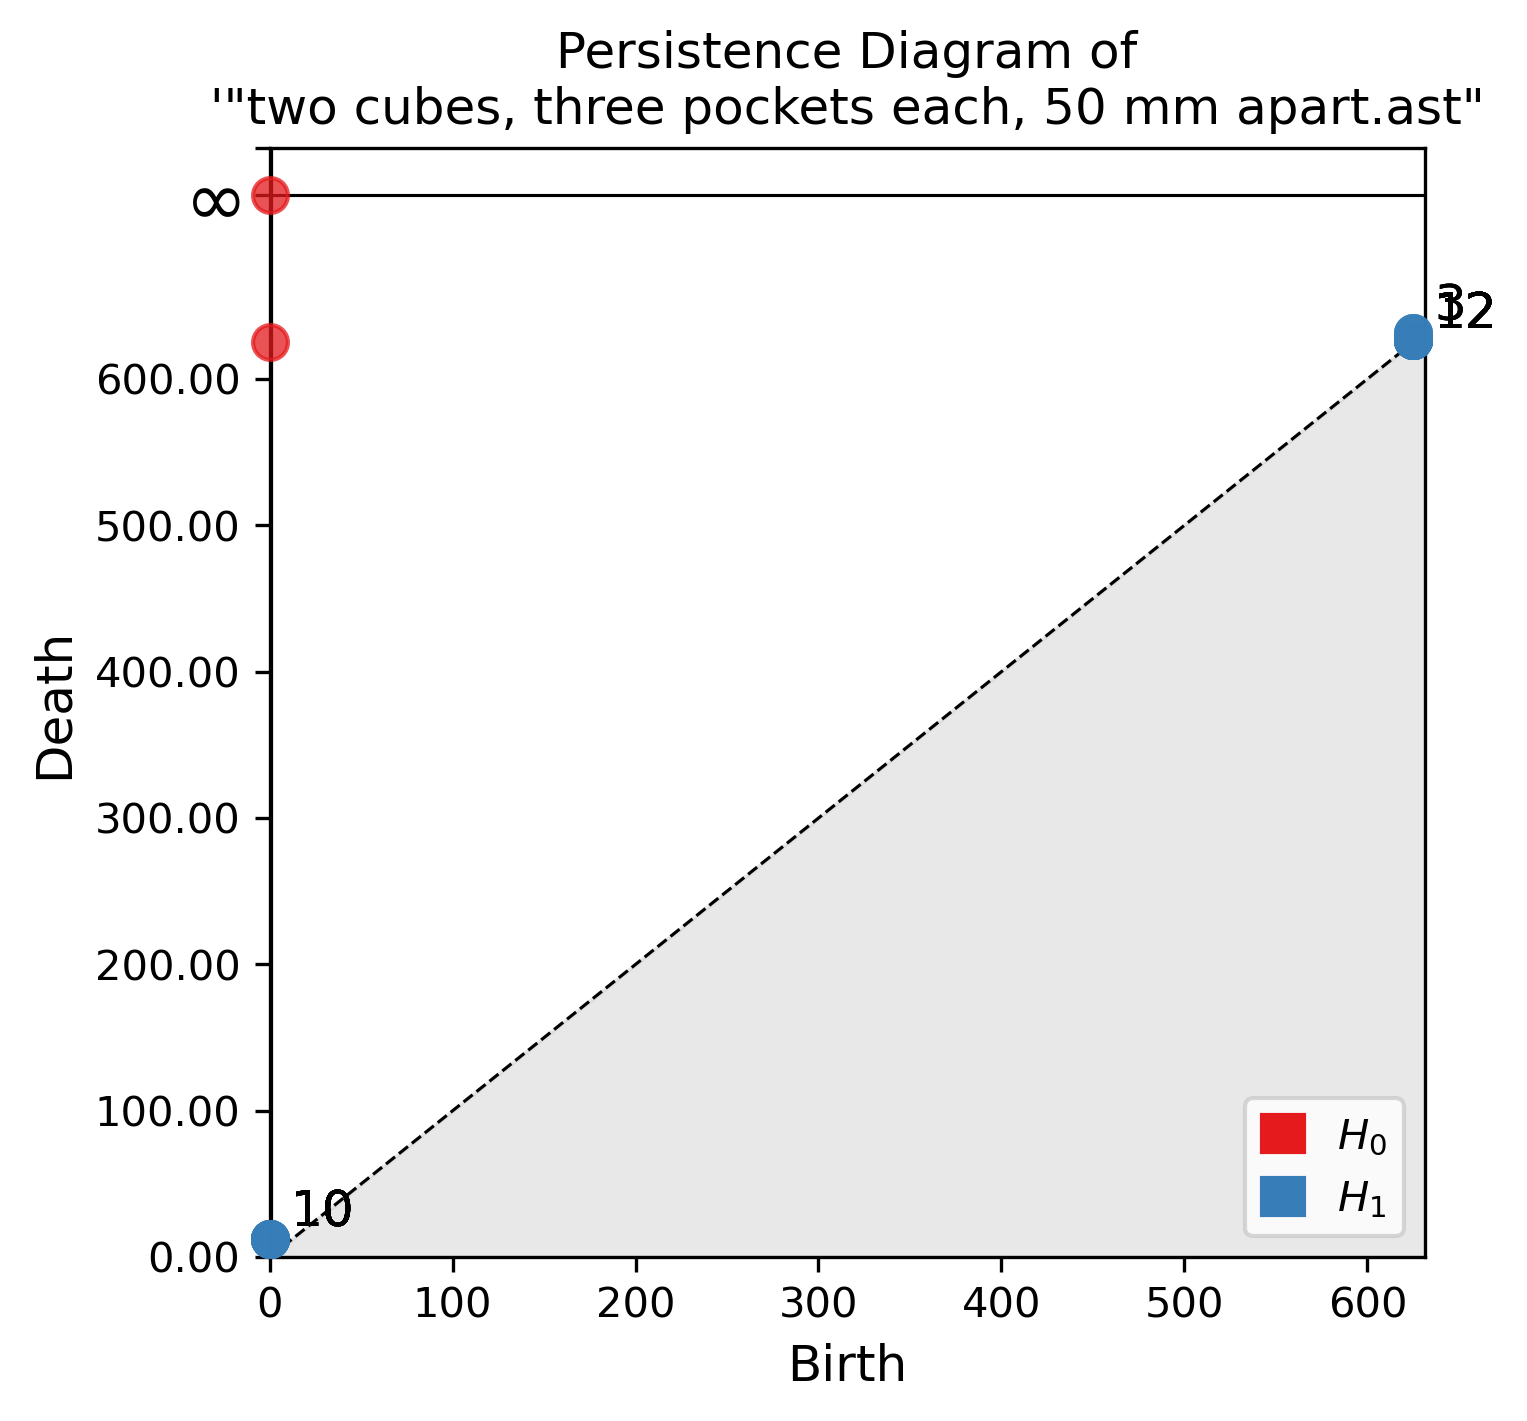 Persistence Diagram of
'"two cubes, three pockets each, 50 mm apart.ast"
∞
600.00
500.00
400.00
300.00
200.00
100.00
0.00
Death
3
12
10
H0
H1
0 100 200 300 400 500 600
Birth